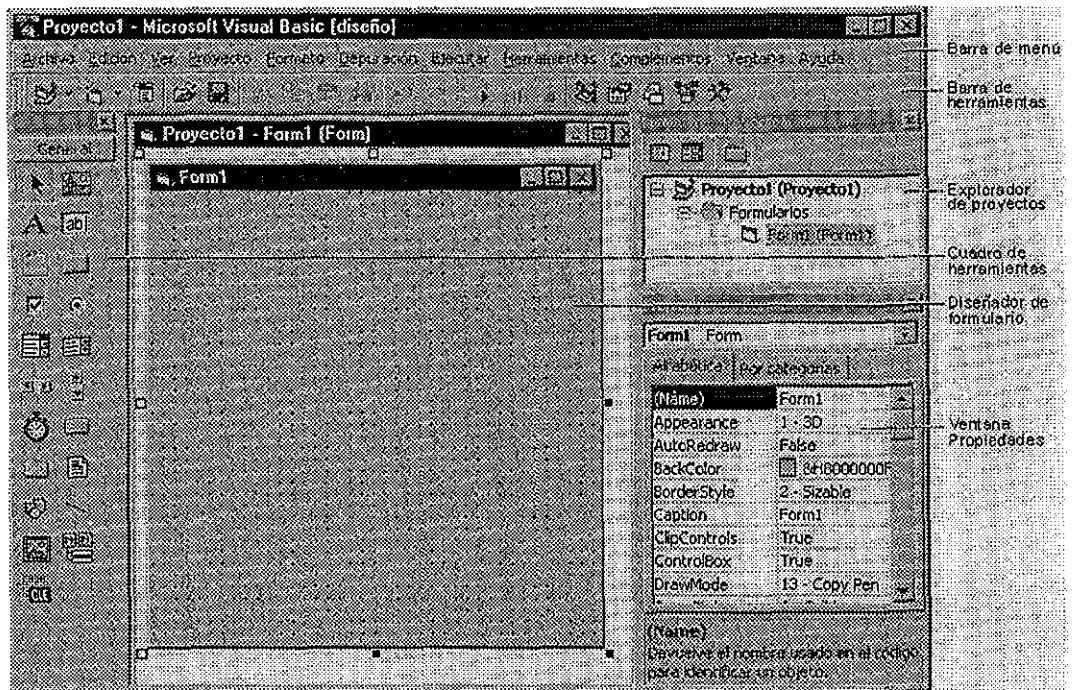 Proyecto1 - Microsoft Visual Basic [diseño]
Archivo Edición Ver Proyecto Formato Depuración Ejecutar Herramientas Complementos Ventana Ayuda
Barra de menú
Barra de
herramientas
General
Proyecto1 - Form1 (Form)
Form1
Proyecto1 (Proyecto1)
Formularios
Form1 (Form1)
Explorador
de proyectos
Cuadro de
herramientas
Diseñador de
formulario
A
ab
Form1 Form
Alfabética Por categorías
(Name) Form1
Appearance 1 - 3D
AutoRedraw False
BackColor &H8000000F
BorderStyle 2 - Sizable
Caption Form1
ClipControls True
ControlBox True
DrawMode 13 - Copy Pen
Ventana
Propiedades
OLE
(Name)
Devuelve el nombre usado en el código
para identificar un objeto.